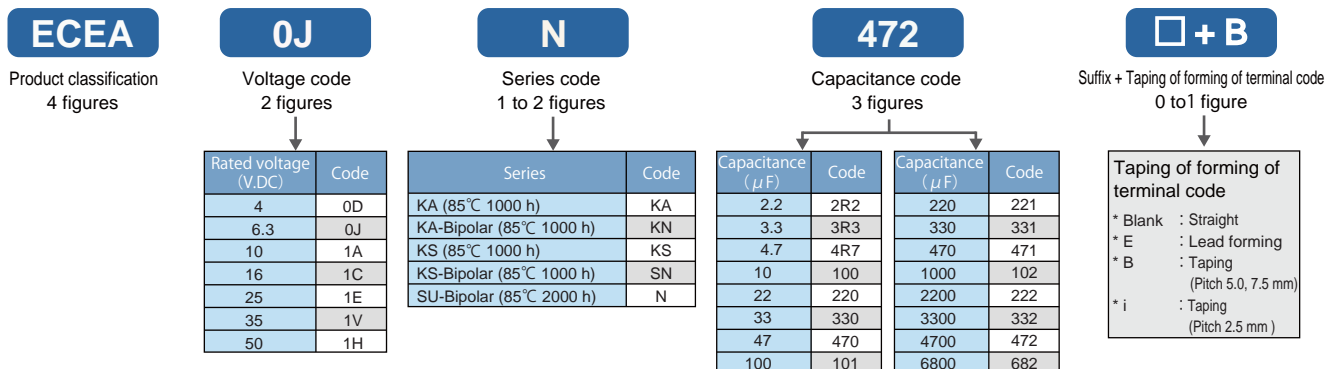 ECEA 0J N 472 □ + B
Product classification
4 figures
Voltage code
2 figures
Series code
1 to 2 figures
Capacitance code
3 figures
Suffix + Taping of forming of terminal code
0 to1 figure
Rated voltage (V.DC) Code
4 0D
6.3 0J
10 1A
16 1C
25 1E
35 1V
50 1H
Series Code
KA (85℃ 1000 h) KA
KA-Bipolar (85℃ 1000 h) KN
KS (85℃ 1000 h) KS
KS-Bipolar (85℃ 1000 h) SN
SU-Bipolar (85℃ 2000 h) N
Capacitance (μF) Code
2.2 2R2
3.3 3R3
4.7 4R7
10 100
22 220
33 330
47 470
100 101
Capacitance (μF) Code
220 221
330 331
470 471
1000 102
2200 222
3300 332
4700 472
6800 682
Taping of forming of
terminal code
* Blank : Straight
* E : Lead forming
* B : Taping
(Pitch 5.0, 7.5 mm)
* i : Taping
(Pitch 2.5 mm )